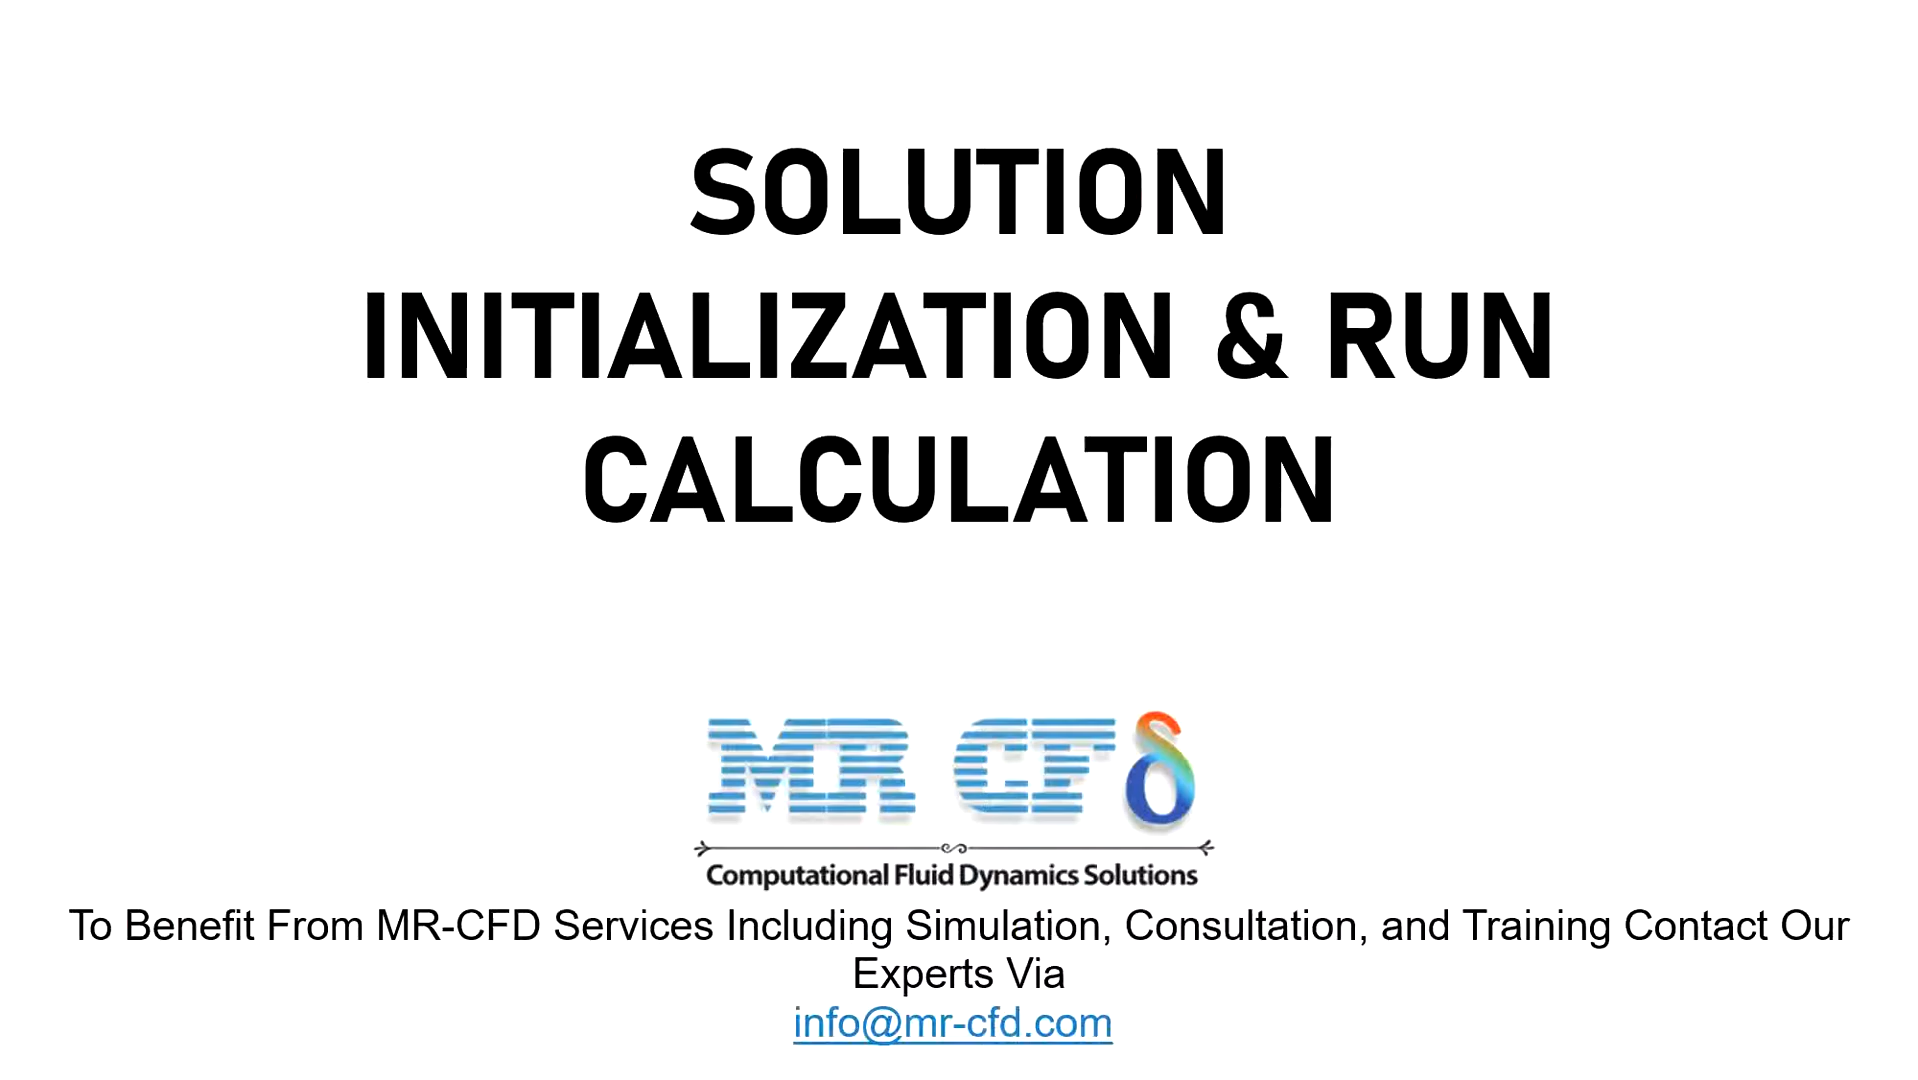 SOLUTION
INITIALIZATION & RUN
CALCULATION
MR CFδ
Computational Fluid Dynamics Solutions
To Benefit From MR-CFD Services Including Simulation, Consultation, and Training Contact Our
Experts Via
info@mr-cfd.com